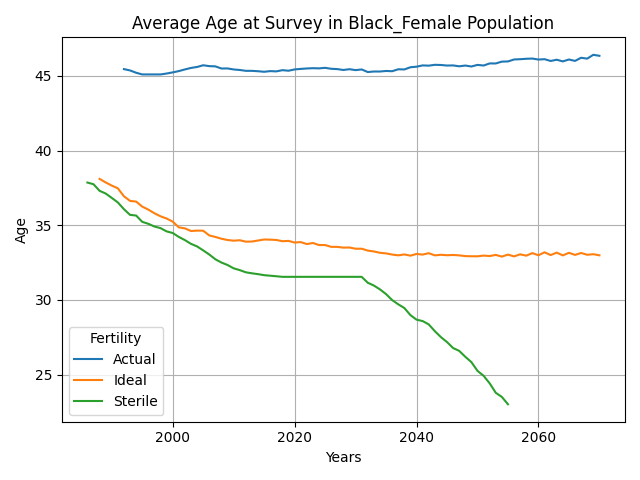 Average Age at Survey in Black_Female Population
Age
45
40
35
30
25
Fertility
Actual
Ideal
Sterile
2000 2020 2040 2060
Years